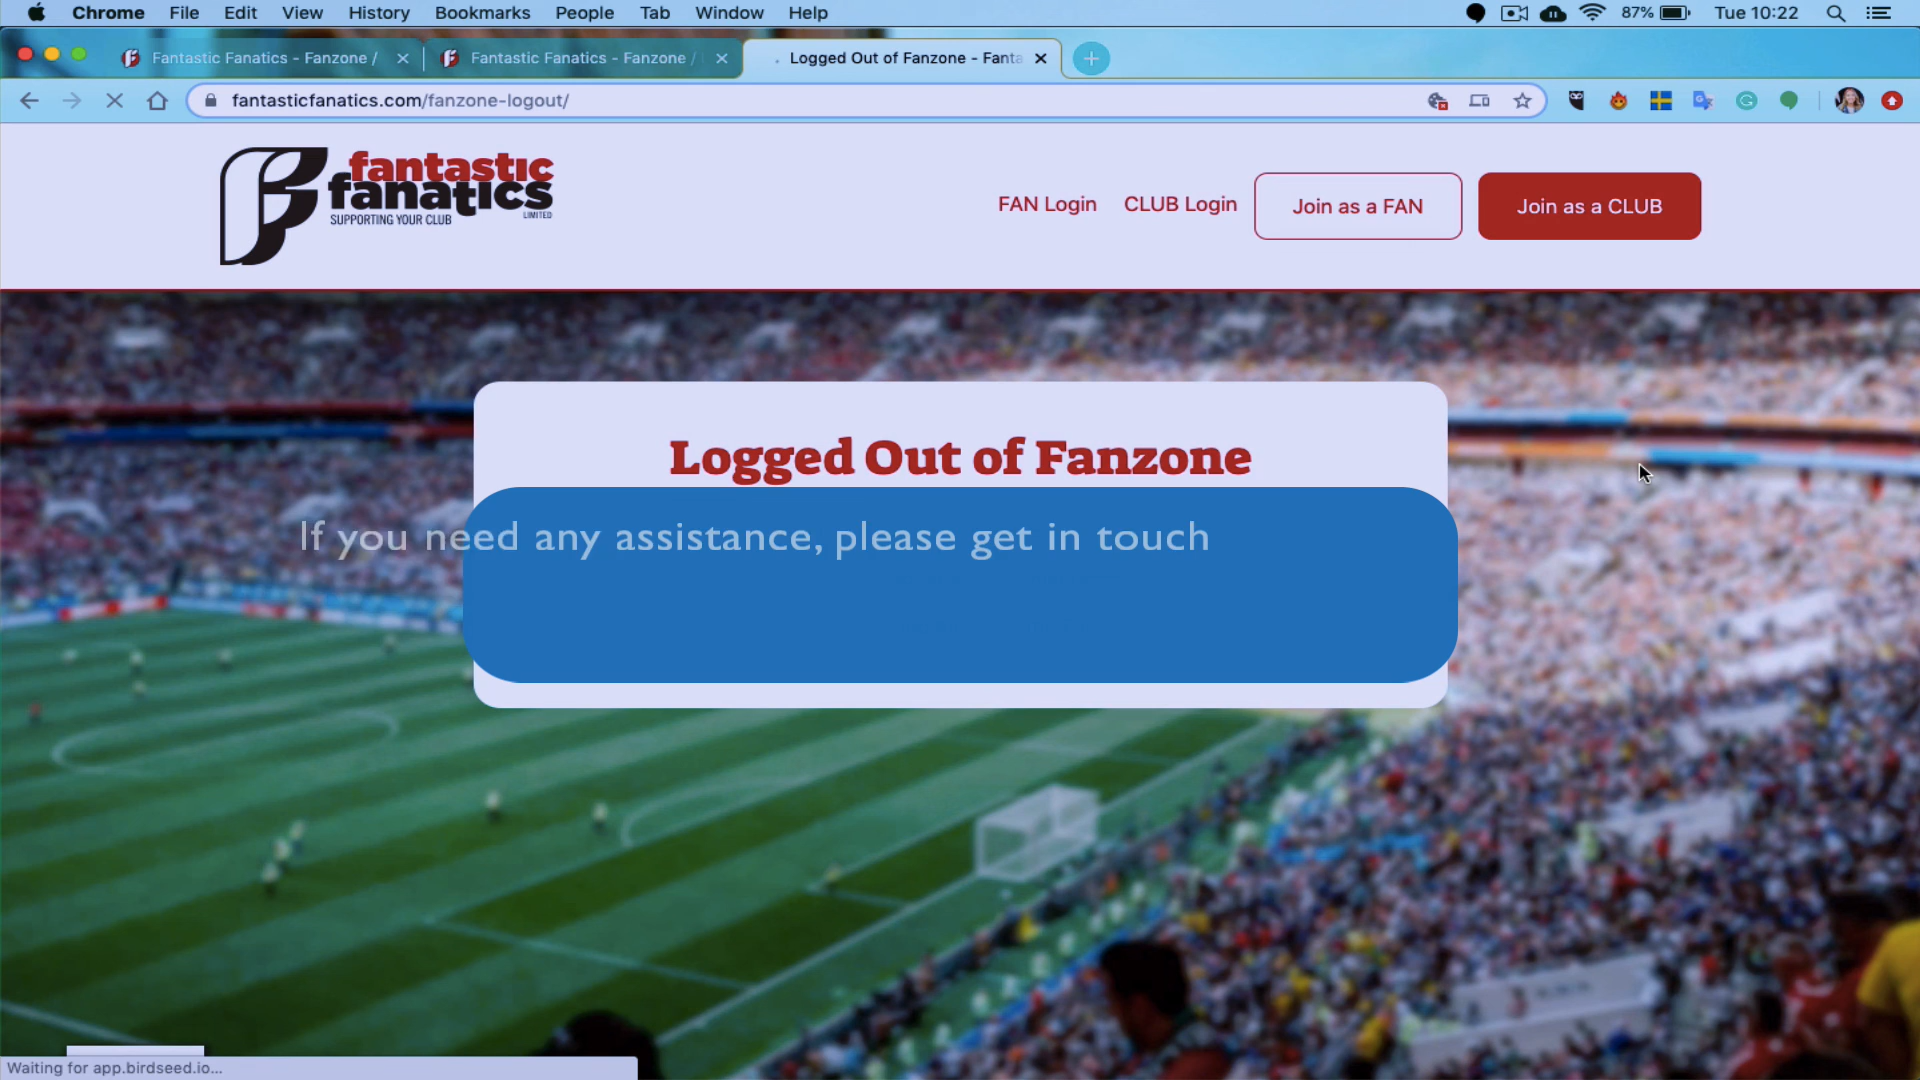 Chrome File Edit View History Bookmarks People Tab Window Help 87% Tue 10:22
Fantastic Fanatics - Fanzone / Fantastic Fanatics - Fanzone / Logged Out of Fanzone - Fanta
fantasticfanatics.com/fanzone-logout/
fantastic
fanatics
SUPPORTING YOUR CLUB LIMITED
FAN Login CLUB Login Join as a FAN Join as a CLUB
Logged Out of Fanzone
If you need any assistance, please get in touch
Waiting for app.birdseed.io...